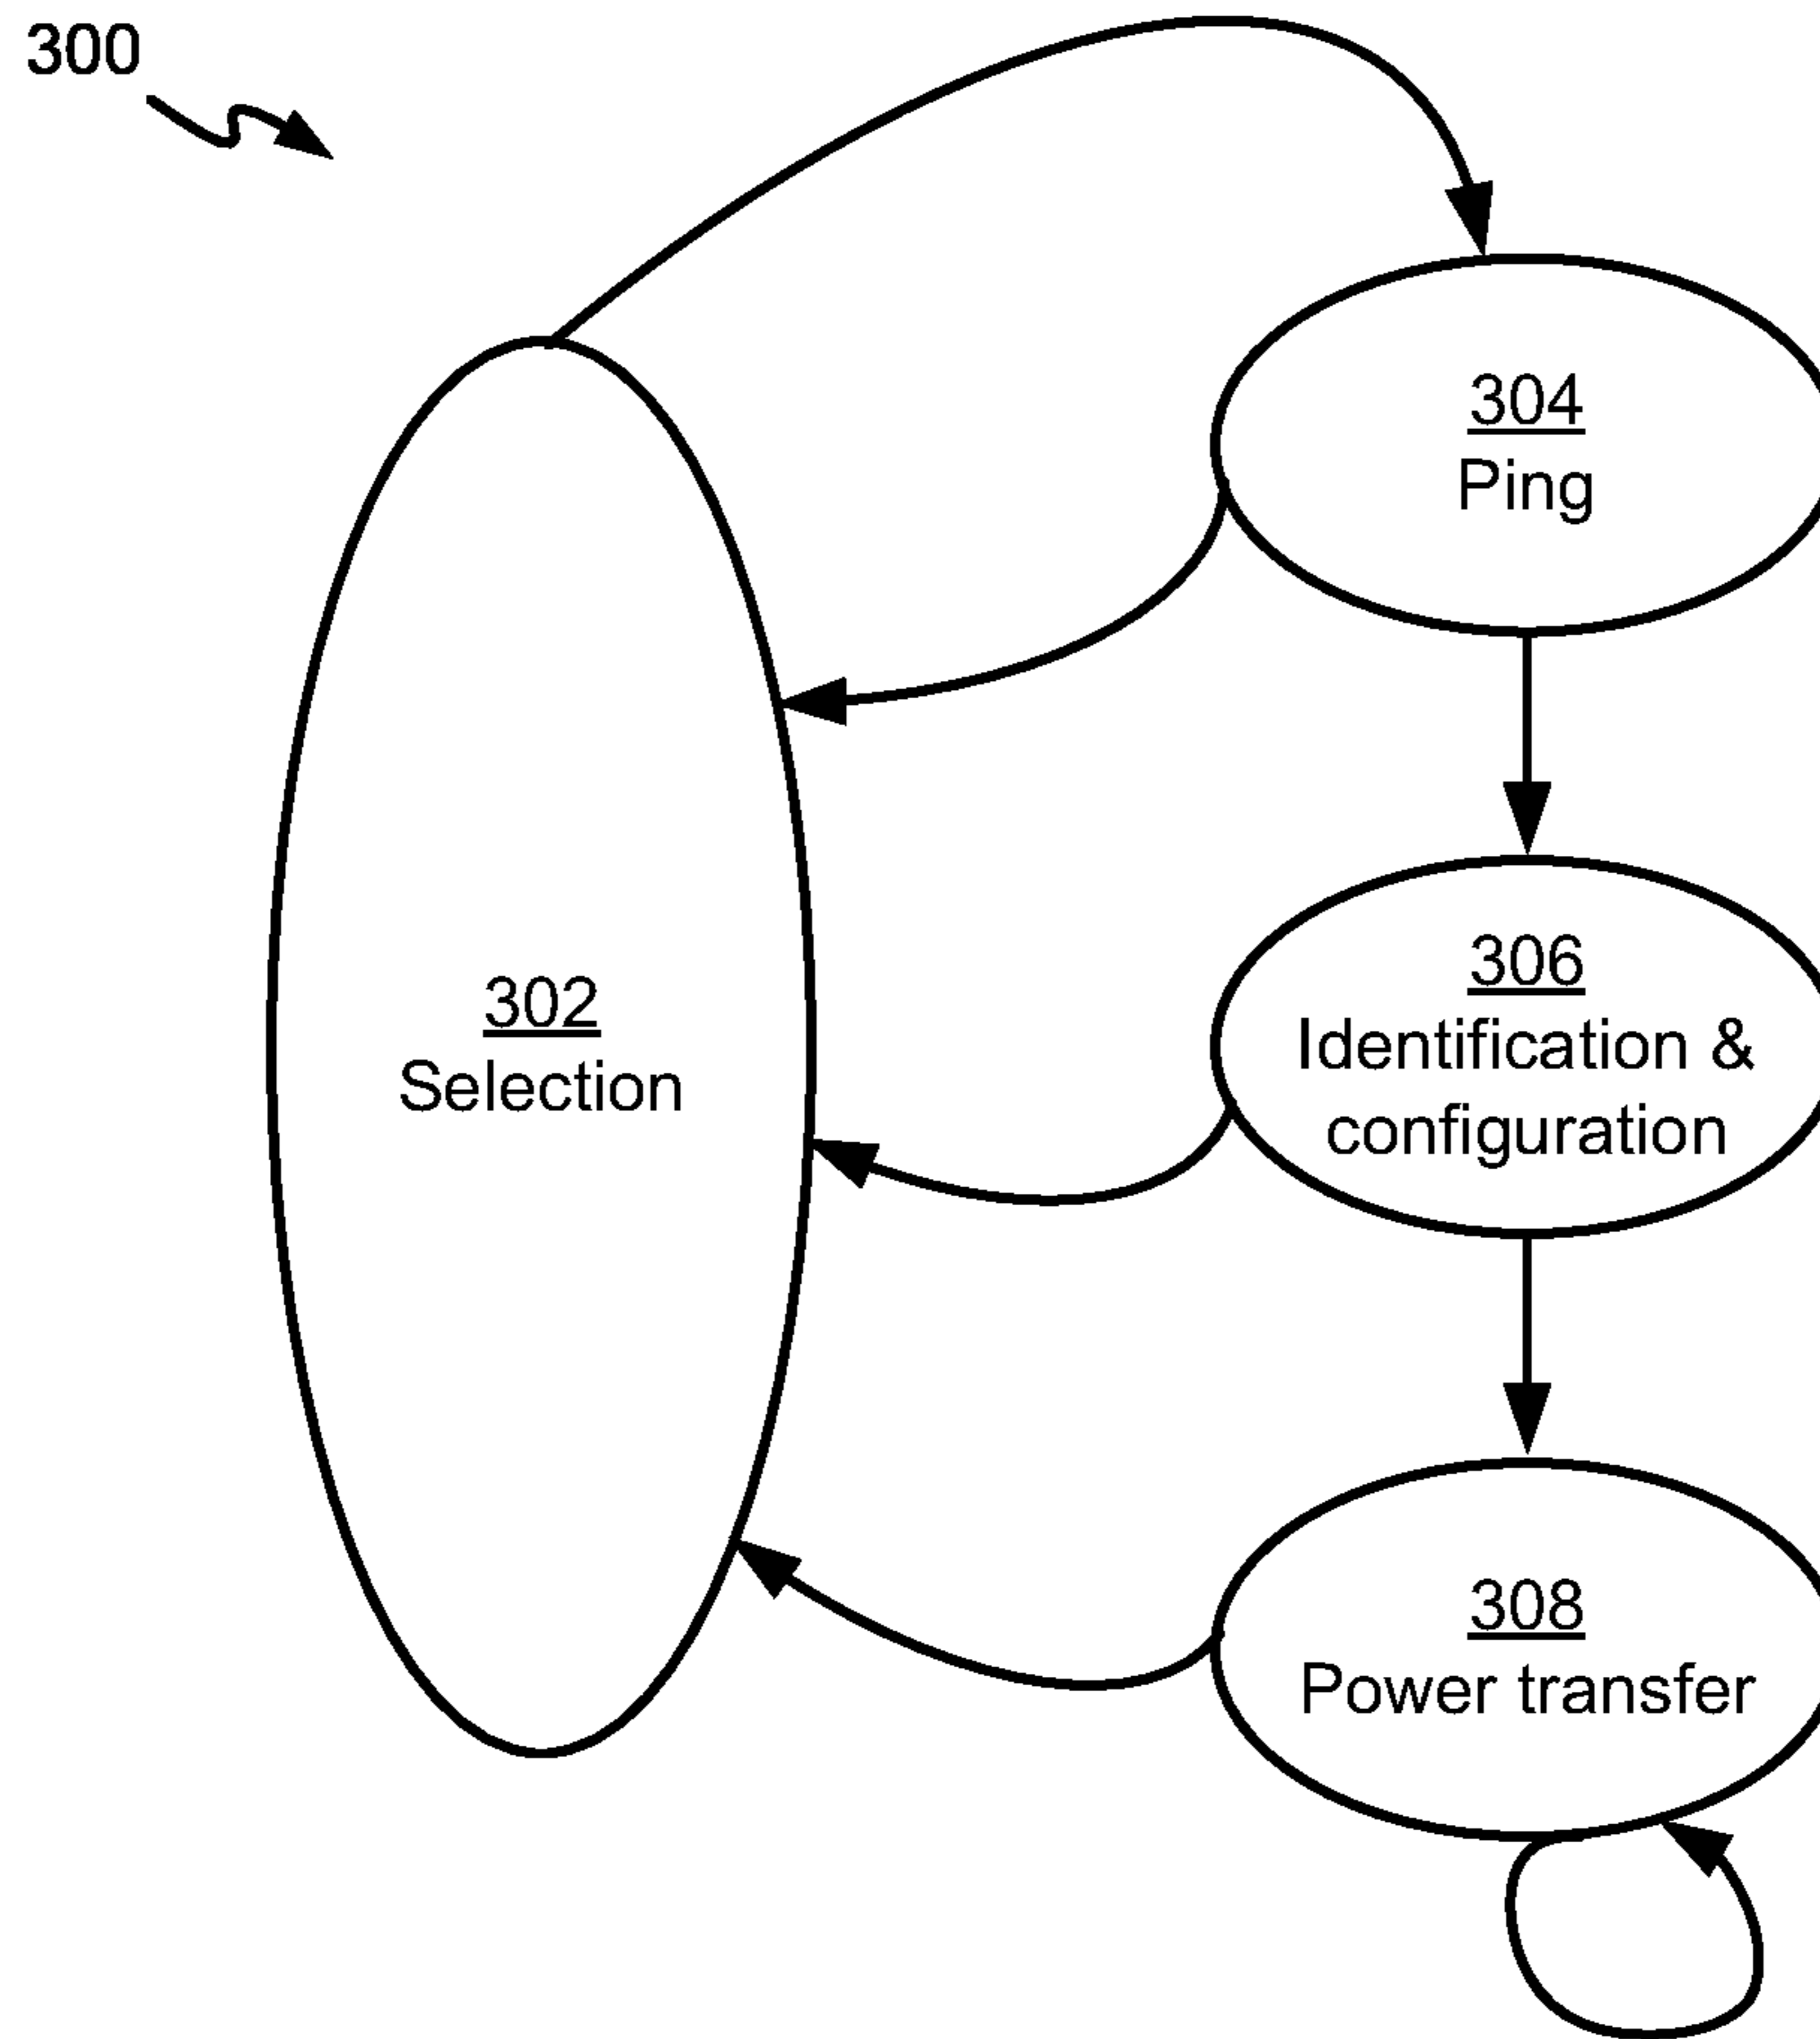 300
304
Ping
302
Selection
306
Identification &
configuration
308
Power transfer